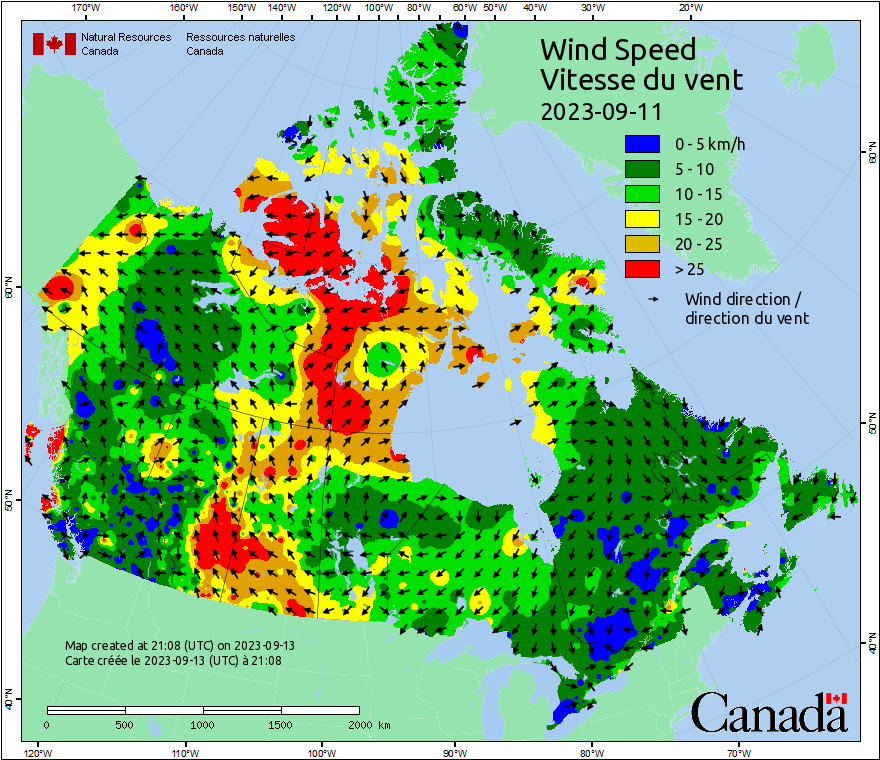 170°W 160°W 150°W 140°W 120°W 100°W 80°W 60°W 50°W 40°W 30°W 20°W
Natural Resources Ressources naturelles
Canada Canada
Wind Speed
Vitesse du vent
2023-09-11
0 - 5 km/h
5 - 10
10 - 15
15 - 20
20 - 25
> 25
Wind direction /
direction du vent
60°N
60°N
50°N
50°N
40°N
40°N
Map created at 21:08 (UTC) on 2023-09-13
Carte créée le 2023-09-13 (UTC) à 21:08
0 500 1000 1500 2000 km
Canada
120°W 110°W 100°W 90°W 80°W 70°W